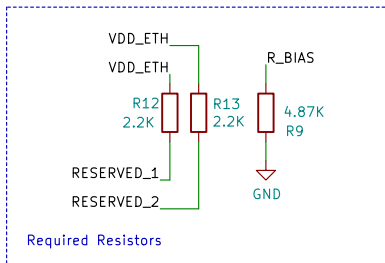 VDD_ETH
VDD_ETH
R_BIAS
R12
R13
2.2K
2.2K
4.87K
R9
RESERVED_1
RESERVED_2
GND
Required Resistors